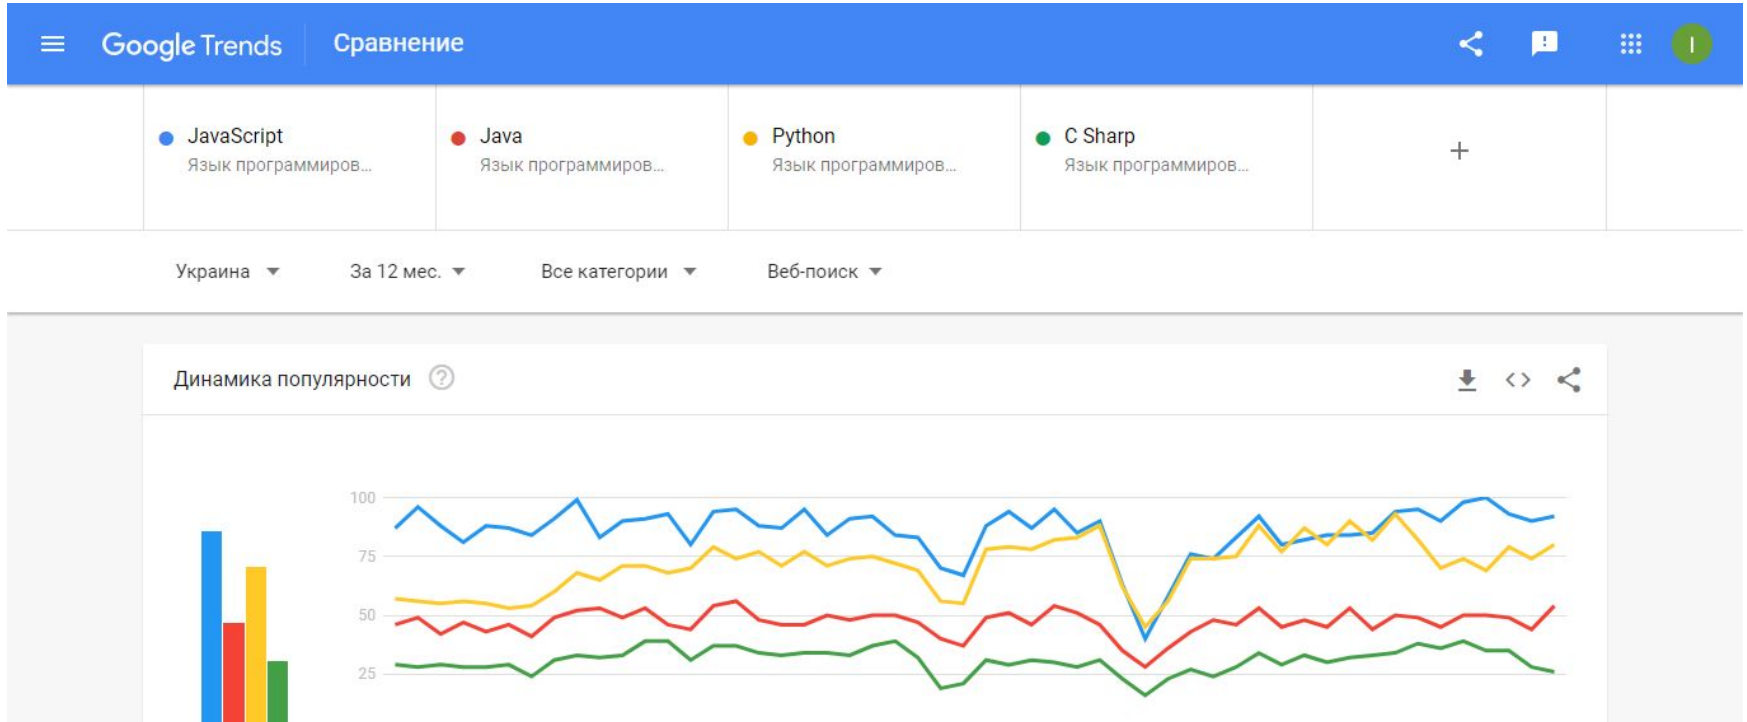 Google Trends Сравнение
I
JavaScript
Язык программиров...
Java
Язык программиров...
Python
Язык программиров...
C Sharp
Язык программиров...
+
Украина
За 12 мес.
Все категории
Веб-поиск
Динамика популярности ?
100
75
50
25